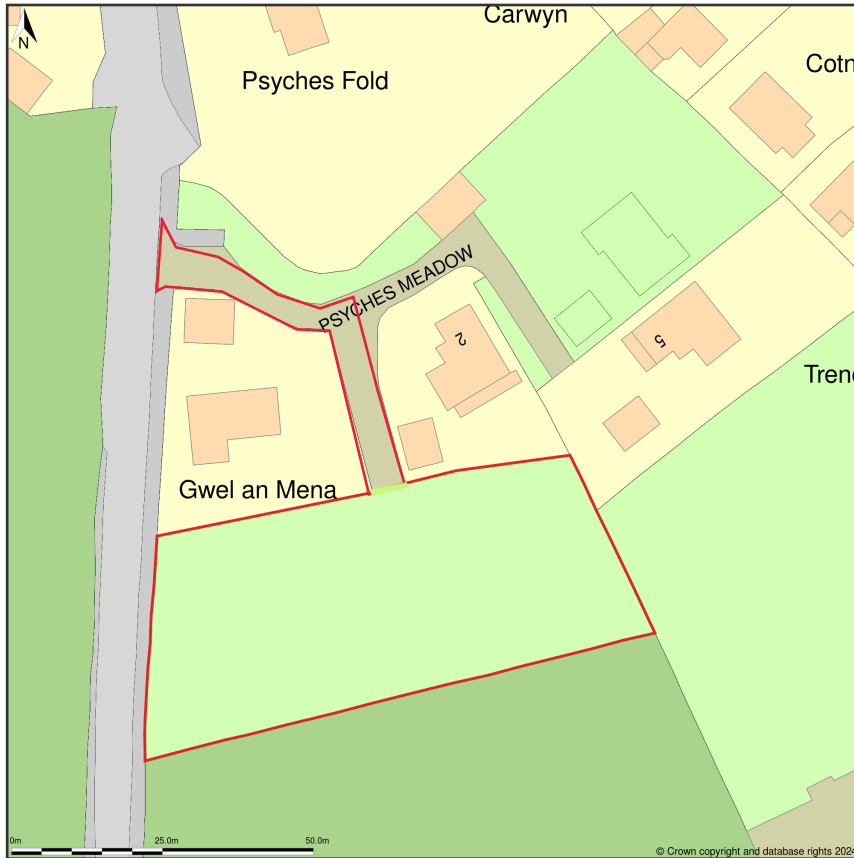 Carwyn
N
Psyches Fold
Cotn
PSYCHES MEADOW
2
5
Trene
Gwel an Mena
0m 25.0m 50.0m
© Crown copyright and database rights 2024